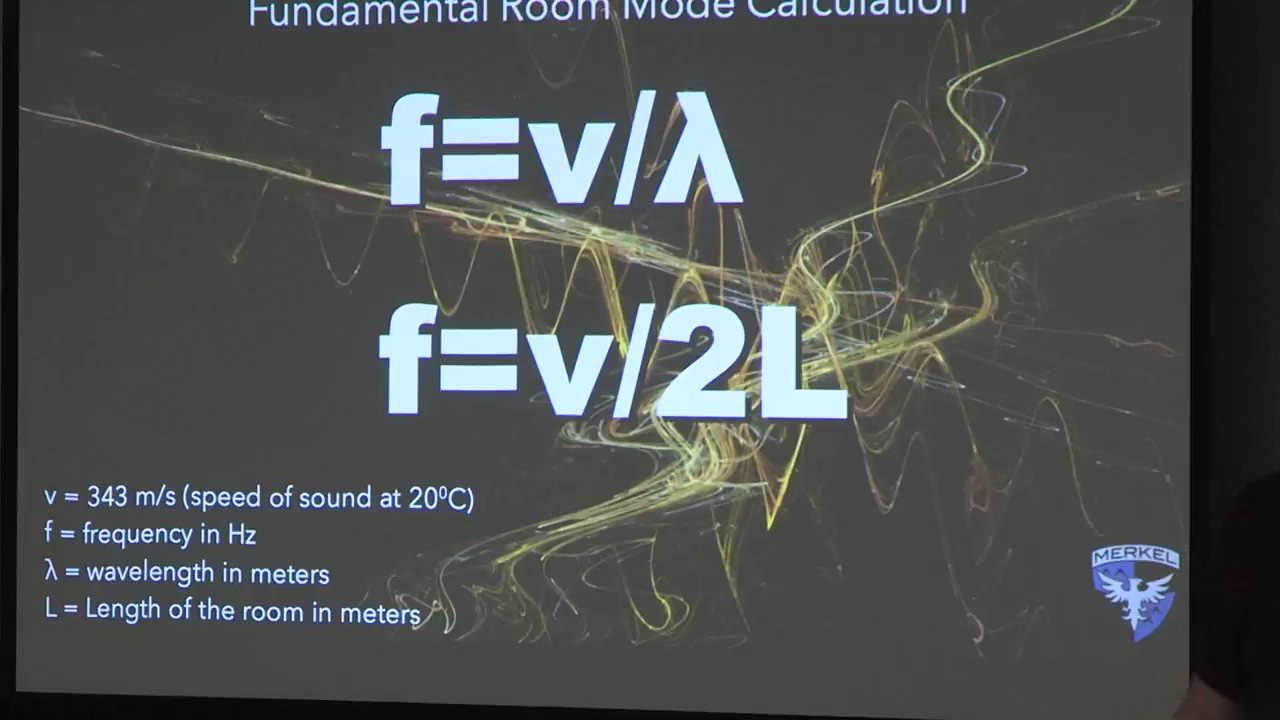 Fundamental Room Mode Calculation
f=v/λ
f=v/2L
v = 343 m/s (speed of sound at 20⁰C)
f = frequency in Hz
λ = wavelength in meters
L = Length of the room in meters
MERKEL